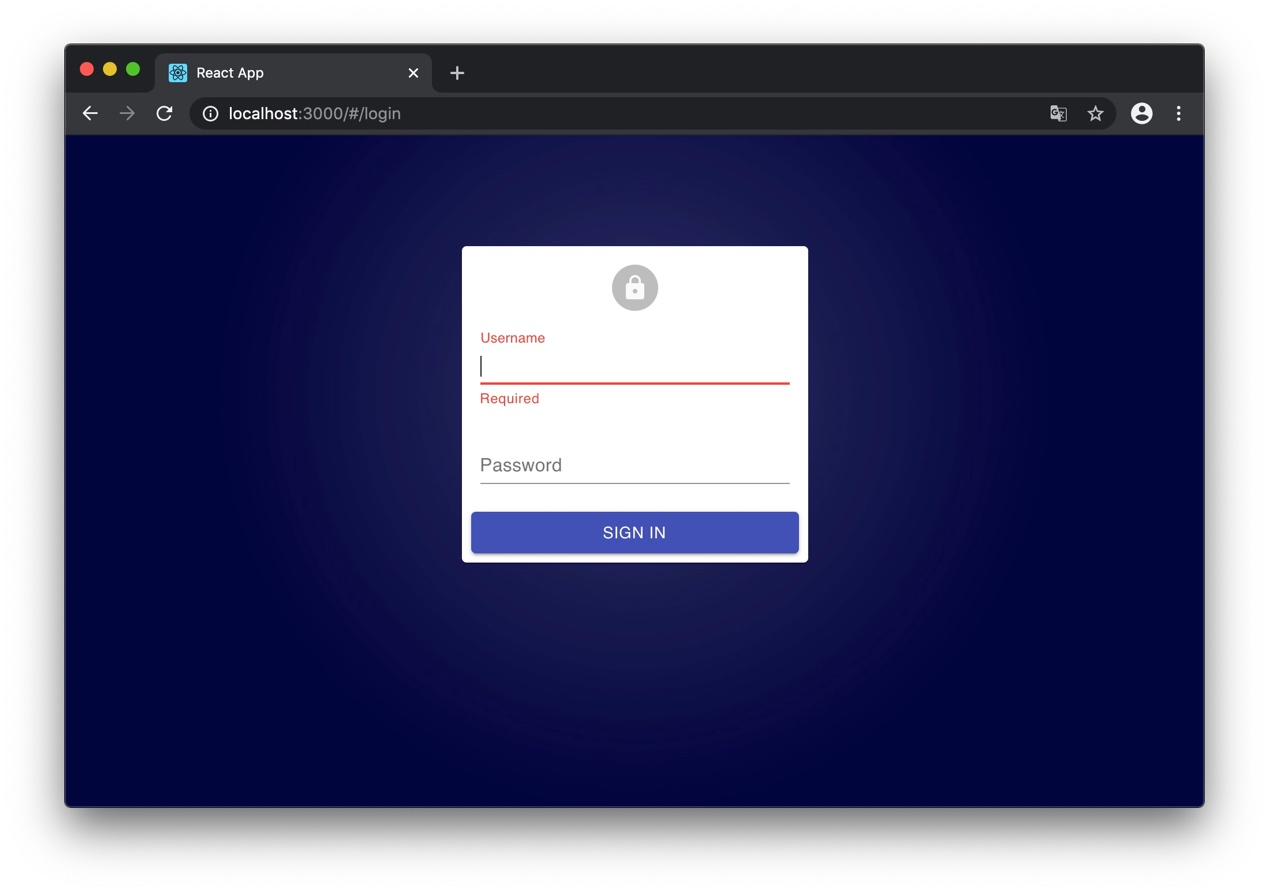 React App
localhost:3000/#/login
Username
Required
Password
SIGN IN